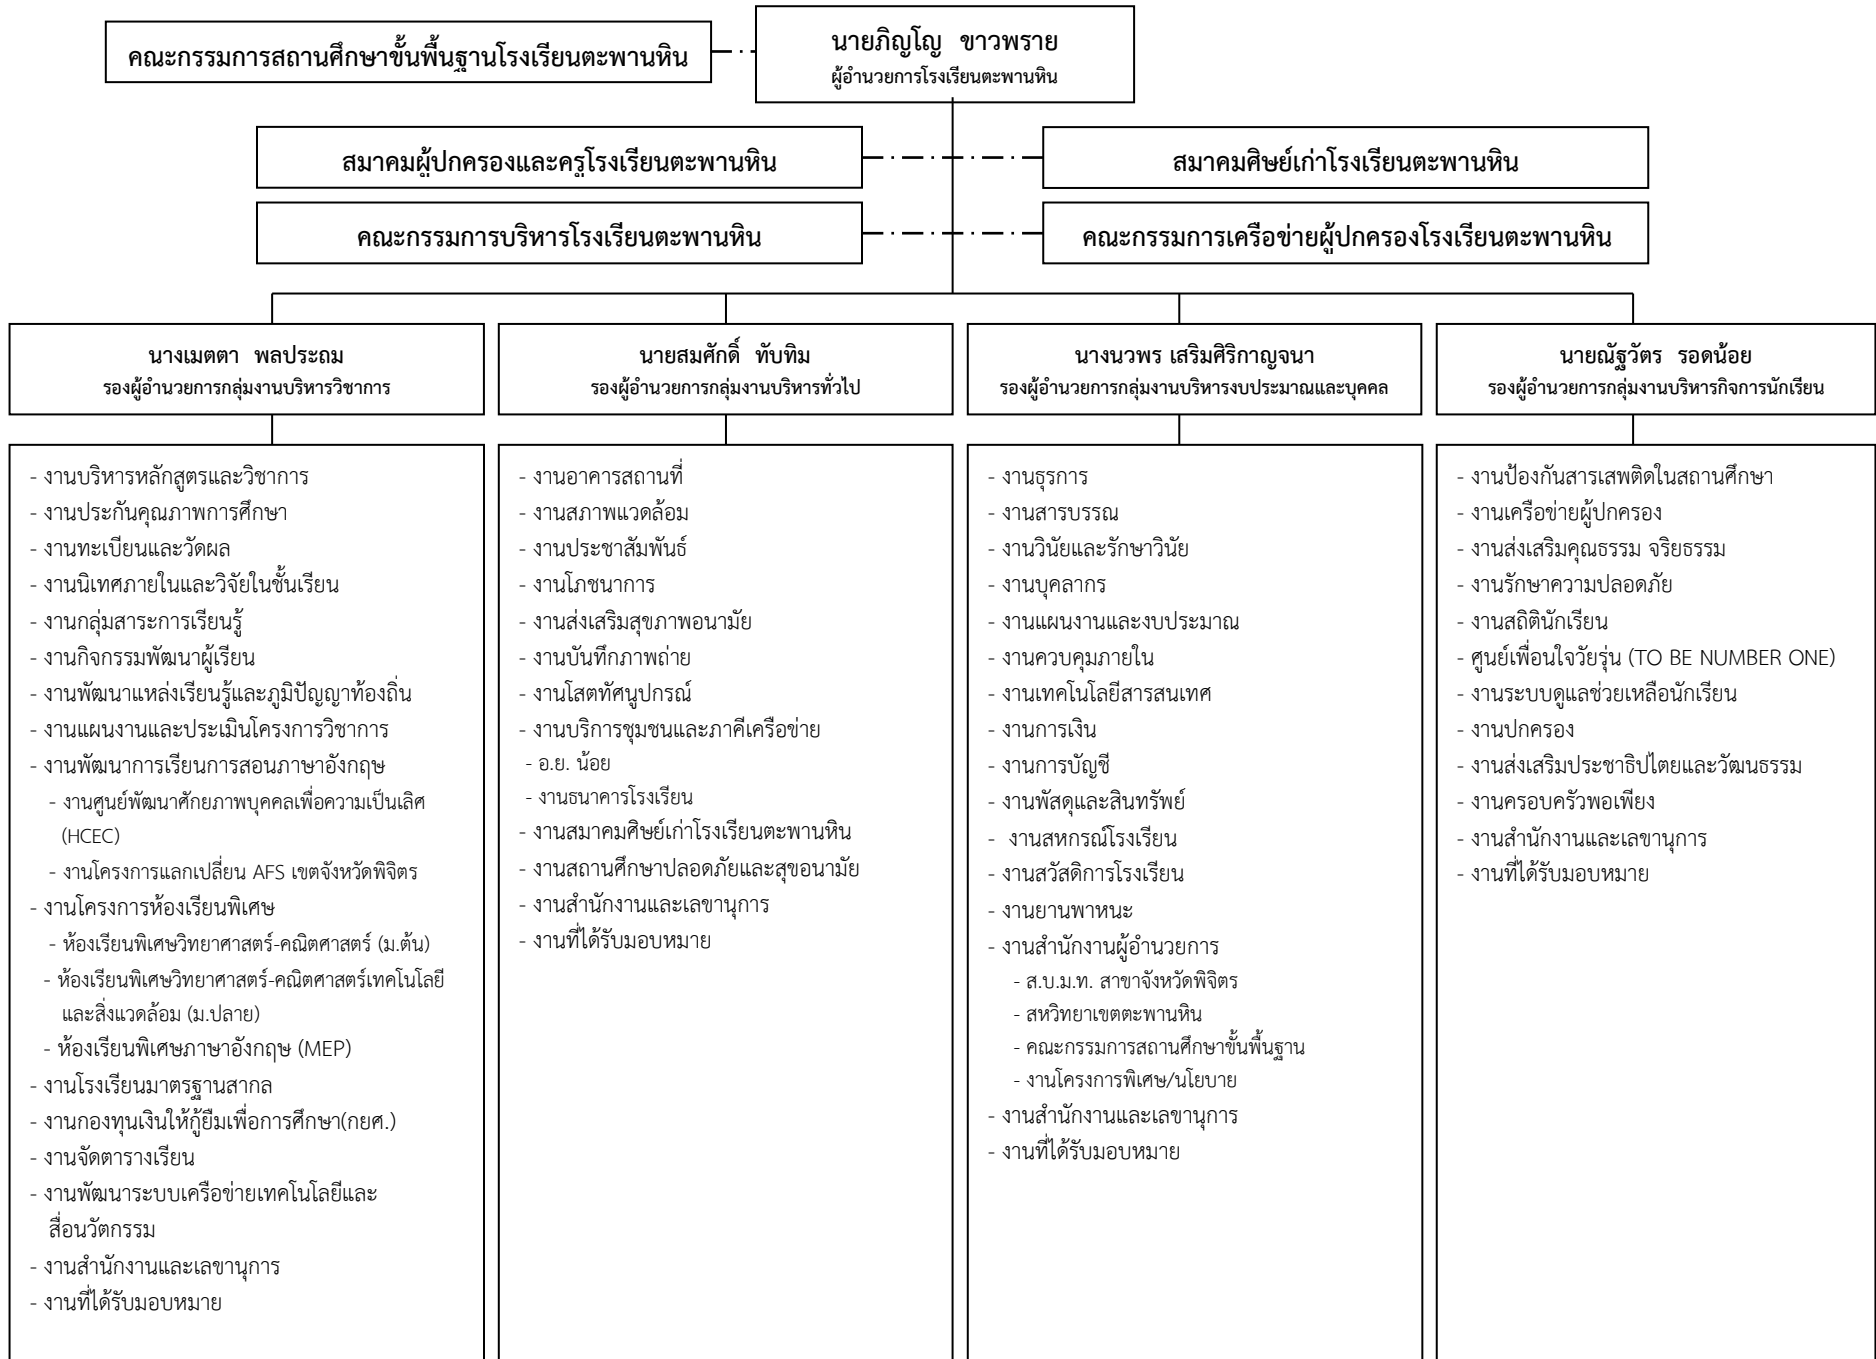 คณะกรรมการสถานศึกษาขั้นพื้นฐานโรงเรียนตะพานหิน
นายภิญโญ ขาวพราย
ผู้อำนวยการโรงเรียนตะพานหิน
สมาคมผู้ปกครองและครูโรงเรียนตะพานหิน
สมาคมศิษย์เก่าโรงเรียนตะพานหิน
คณะกรรมการบริหารโรงเรียนตะพานหิน
คณะกรรมการเครือข่ายผู้ปกครองโรงเรียนตะพานหิน
นางเมตตา พลประถม
รองผู้อำนวยการกลุ่มงานบริหารวิชาการ
- งานบริหารหลักสูตรและวิชาการ
- งานประกันคุณภาพการศึกษา
- งานทะเบียนและวัดผล
- งานนิเทศภายในและวิจัยในชั้นเรียน
- งานกลุ่มสาระการเรียนรู้
- งานกิจกรรมพัฒนาผู้เรียน
- งานพัฒนาแหล่งเรียนรู้และภูมิปัญญาท้องถิ่น
- งานแผนงานและประเมินโครงการวิชาการ
- งานพัฒนาการเรียนการสอนภาษาอังกฤษ
- งานศูนย์พัฒนาศักยภาพบุคคลเพื่อความเป็นเลิศ
(HCEC)
- งานโครงการแลกเปลี่ยน AFS เขตจังหวัดพิจิตร
- งานโครงการห้องเรียนพิเศษ
- ห้องเรียนพิเศษวิทยาศาสตร์-คณิตศาสตร์ (ม.ต้น)
- ห้องเรียนพิเศษวิทยาศาสตร์-คณิตศาสตร์เทคโนโลยี
และสิ่งแวดล้อม (ม.ปลาย)
- ห้องเรียนพิเศษภาษาอังกฤษ (MEP)
- งานโรงเรียนมาตรฐานสากล
- งานกองทุนเงินให้กู้ยืมเพื่อการศึกษา(กยศ.)
- งานจัดตารางเรียน
- งานพัฒนาระบบเครือข่ายเทคโนโลยีและ
สื่อนวัตกรรม
- งานสำนักงานและเลขานุการ
- งานที่ได้รับมอบหมาย
นายสมศักดิ์ ทับทิม
รองผู้อำนวยการกลุ่มงานบริหารทั่วไป
- งานอาคารสถานที่
- งานสภาพแวดล้อม
- งานประชาสัมพันธ์
- งานโภชนาการ
- งานส่งเสริมสุขภาพอนามัย
- งานบันทึกภาพถ่าย
- งานโสตทัศนูปกรณ์
- งานบริการชุมชนและภาคีเครือข่าย
- อ.ย. น้อย
- งานธนาคารโรงเรียน
- งานสมาคมศิษย์เก่าโรงเรียนตะพานหิน
- งานสถานศึกษาปลอดภัยและสุขอนามัย
- งานสำนักงานและเลขานุการ
- งานที่ได้รับมอบหมาย
นางนวพร เสริมศิริกาญจนา
รองผู้อำนวยการกลุ่มงานบริหารงบประมาณและบุคคล
- งานธุรการ
- งานสารบรรณ
- งานวินัยและรักษาวินัย
- งานบุคลากร
- งานแผนงานและงบประมาณ
- งานควบคุมภายใน
- งานเทคโนโลยีสารสนเทศ
- งานการเงิน
- งานการบัญชี
- งานพัสดุและสินทรัพย์
- งานสหกรณ์โรงเรียน
- งานสวัสดิการโรงเรียน
- งานยานพาหนะ
- งานสำนักงานผู้อำนวยการ
- ส.บ.ม.ท. สาขาจังหวัดพิจิตร
- สหวิทยาเขตตะพานหิน
- คณะกรรมการสถานศึกษาขั้นพื้นฐาน
- งานโครงการพิเศษ/นโยบาย
- งานสำนักงานและเลขานุการ
- งานที่ได้รับมอบหมาย
นายณัฐวัตร รอดน้อย
รองผู้อำนวยการกลุ่มงานบริหารกิจการนักเรียน
- งานป้องกันสารเสพติดในสถานศึกษา
- งานเครือข่ายผู้ปกครอง
- งานส่งเสริมคุณธรรม จริยธรรม
- งานรักษาความปลอดภัย
- งานสถิตินักเรียน
- ศูนย์เพื่อนใจวัยรุ่น (TO BE NUMBER ONE)
- งานระบบดูแลช่วยเหลือนักเรียน
- งานปกครอง
- งานส่งเสริมประชาธิปไตยและวัฒนธรรม
- งานครอบครัวพอเพียง
- งานสำนักงานและเลขานุการ
- งานที่ได้รับมอบหมาย